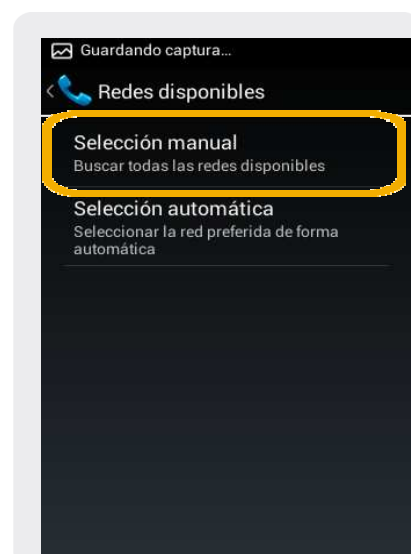 Guardando captura...
Redes disponibles
Selección manual
Buscar todas las redes disponibles
Selección automática
Seleccionar la red preferida de forma
automática